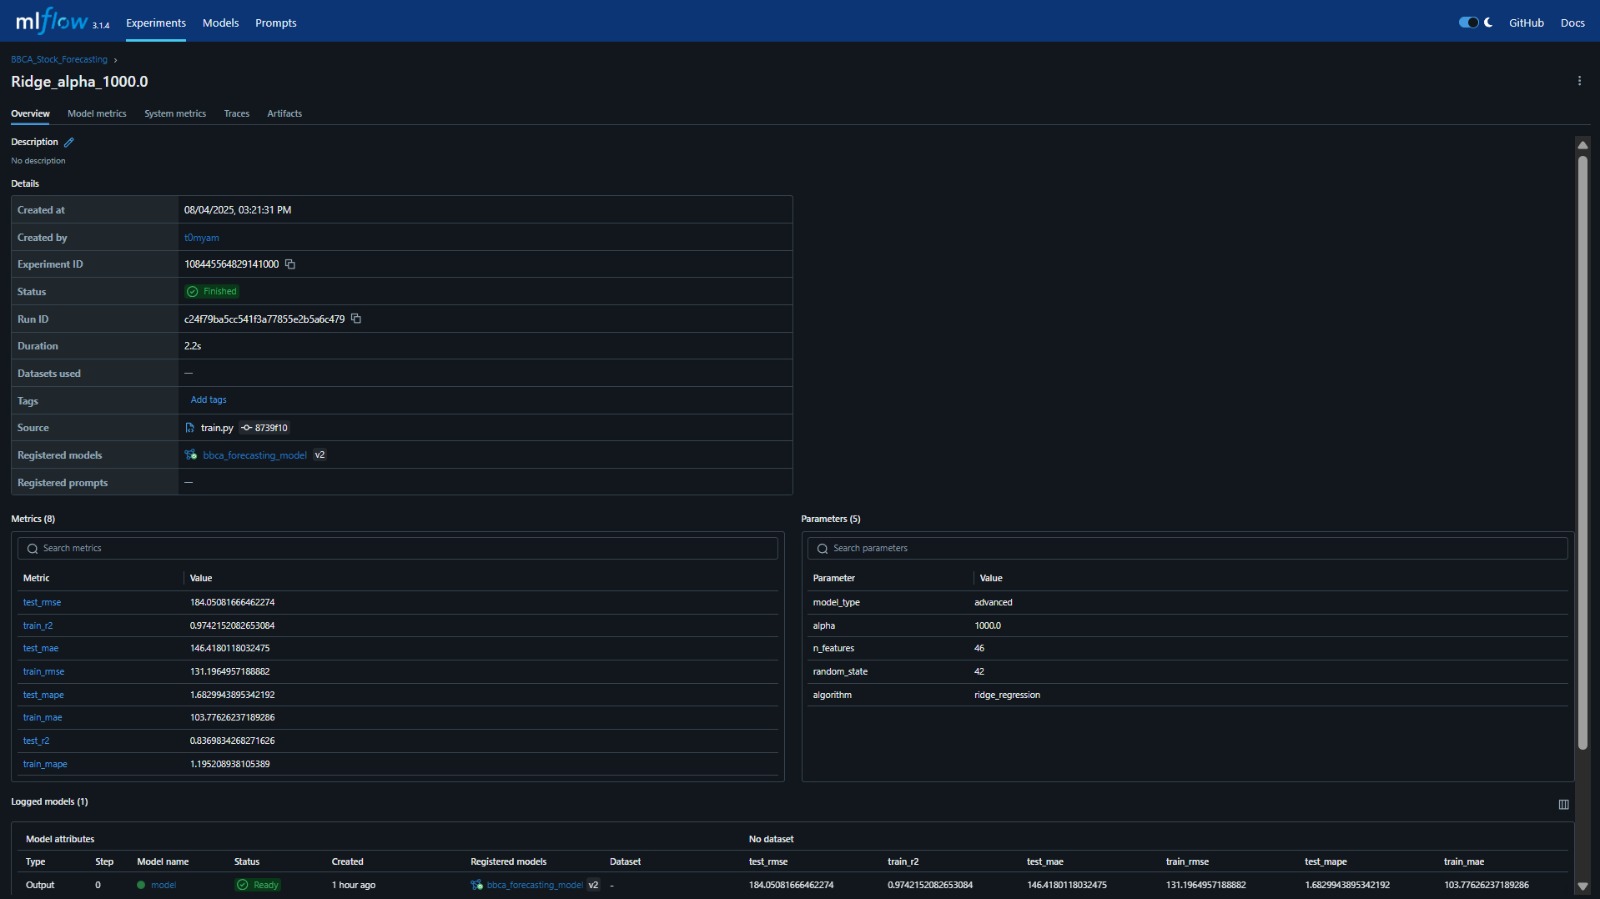 mlflow 3.1.4 Experiments Models Prompts GitHub Docs
BBCA_Stock_Forecasting ›
Ridge_alpha_1000.0
Overview Model metrics System metrics Traces Artifacts
Description
No description
Details
Created at 08/04/2025, 03:21:31 PM
Created by t0myam
Experiment ID 108445564829141000
Status Finished
Run ID c24f79ba5cc541f3a77855e2b5a6c479
Duration 2.2s
Datasets used —
Tags Add tags
Source train.py 8739f10
Registered models bbca_forecasting_model v2
Registered prompts —
Metrics (8)
Search metrics
Metric Value
test_rmse 184.05081666462274
train_r2 0.9742152082653084
test_mae 146.4180118032475
train_rmse 131.1964957188882
test_mape 1.6829943895342192
train_mae 103.77626237189286
test_r2 0.8369834268271626
train_mape 1.195208938105389
Parameters (5)
Search parameters
Parameter Value
model_type advanced
alpha 1000.0
n_features 46
random_state 42
algorithm ridge_regression
Logged models (1)
Model attributes No dataset
Type Step Model name Status Created Registered models Dataset test_rmse train_r2 test_mae train_rmse test_mape train_mae
Output 0 model Ready 1 hour ago bbca_forecasting_model v2 - 184.05081666462274 0.9742152082653084 146.4180118032475 131.1964957188882 1.6829943895342192 103.77626237189286